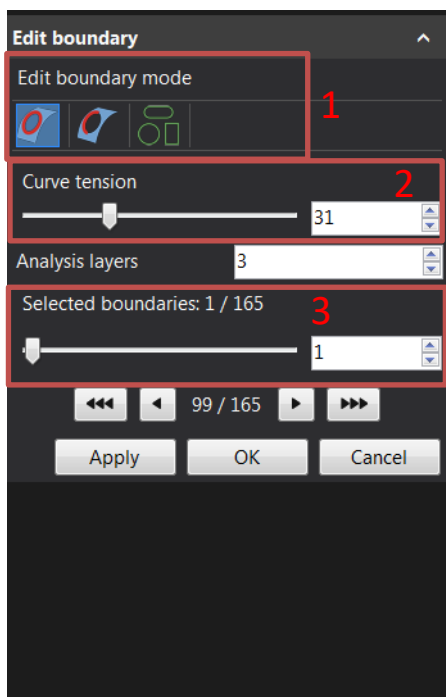 Edit boundary
Edit boundary mode
1
Curve tension
2
31
Analysis layers
3
Selected boundaries: 1 / 165
3
1
99 / 165
Apply
OK
Cancel